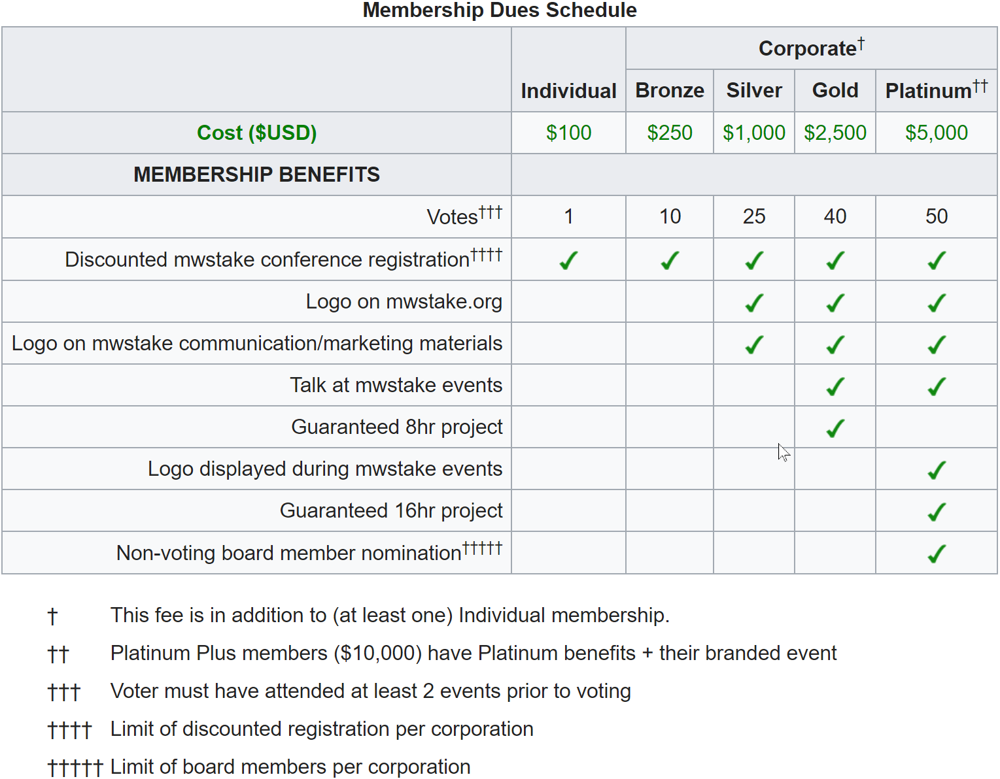 Membership Dues Schedule
Corporate†
Individual Bronze Silver Gold Platinum††
Cost ($USD) $100 $250 $1,000 $2,500 $5,000
MEMBERSHIP BENEFITS
Votes††† 1 10 25 40 50
Discounted mwstake conference registration†††† ✓ ✓ ✓ ✓ ✓
Logo on mwstake.org ✓ ✓ ✓
Logo on mwstake communication/marketing materials ✓ ✓ ✓
Talk at mwstake events ✓ ✓
Guaranteed 8hr project ✓
Logo displayed during mwstake events ✓
Guaranteed 16hr project ✓
Non-voting board member nomination††††† ✓
† This fee is in addition to (at least one) Individual membership.
†† Platinum Plus members ($10,000) have Platinum benefits + their branded event
††† Voter must have attended at least 2 events prior to voting
†††† Limit of discounted registration per corporation
††††† Limit of board members per corporation